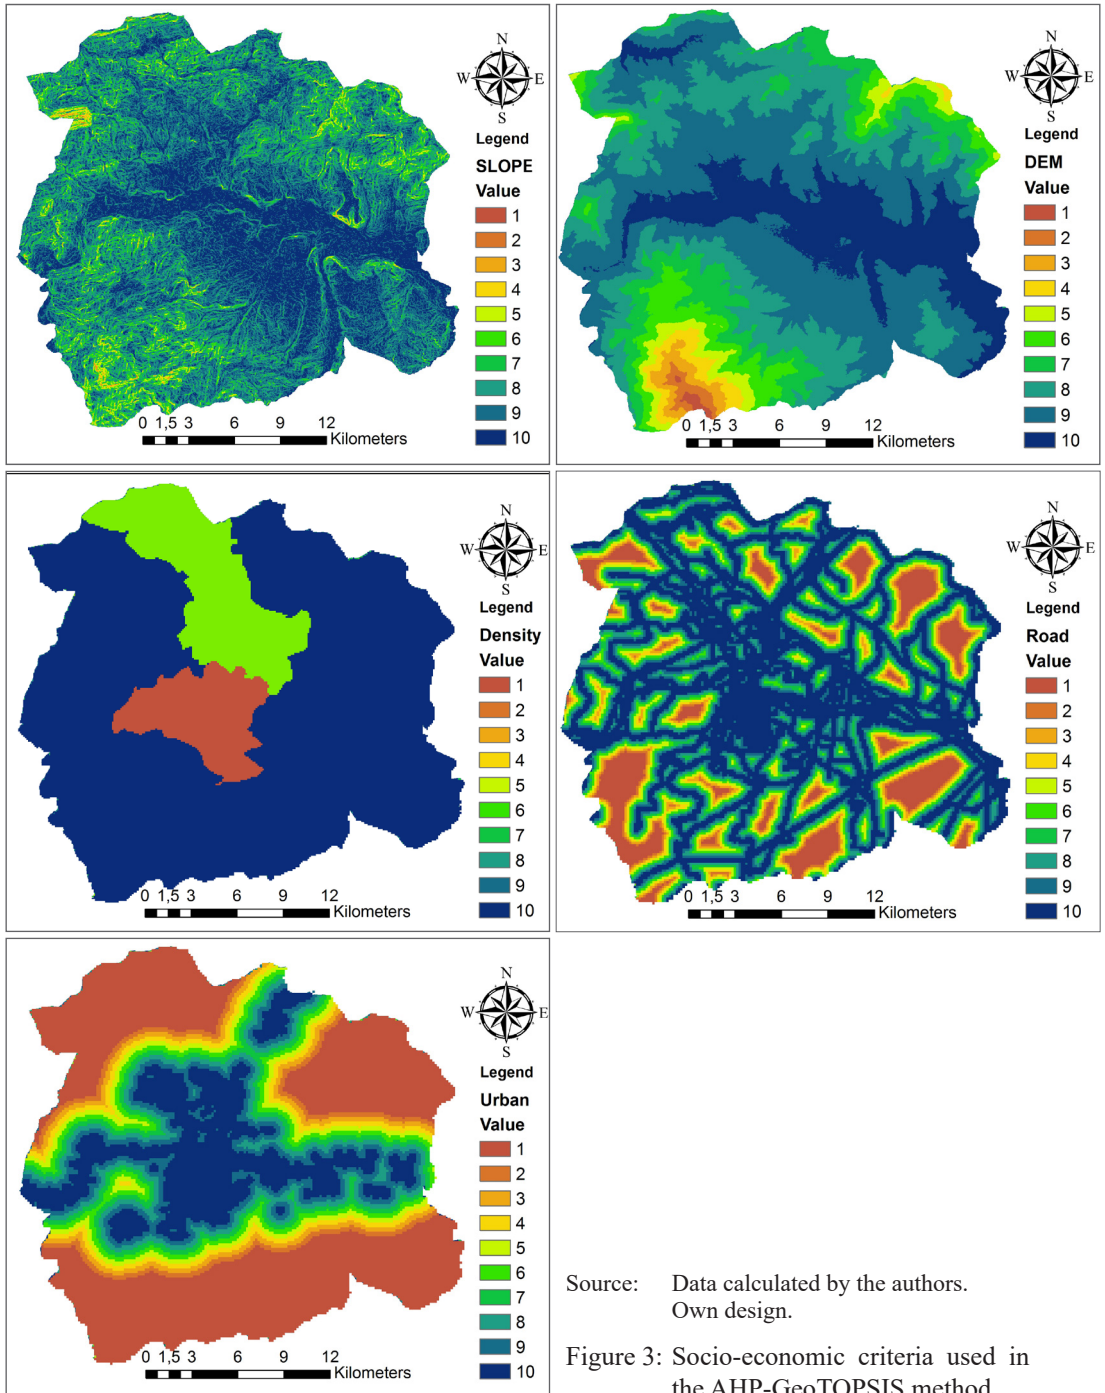 N
W E
S
Legend
SLOPE
Value
1
2
3
4
5
6
7
8
9
10
0 1,5 3 6 9 12
Kilometers
N
W E
S
Legend
DEM
Value
1
2
3
4
5
6
7
8
9
10
0 1,5 3 6 9 12
Kilometers
N
W E
S
Legend
Density
Value
1
2
3
4
5
6
7
8
9
10
0 1,5 3 6 9 12
Kilometers
N
W E
S
Legend
Road
Value
1
2
3
4
5
6
7
8
9
10
0 1,5 3 6 9 12
Kilometers
N
W E
S
Legend
Urban
Value
1
2
3
4
5
6
7
8
9
10
0 1,5 3 6 9 12
Kilometers
Source: Data calculated by the authors.
Own design.
Figure 3: Socio-economic criteria used in
the AHP-GeoTOPSIS method